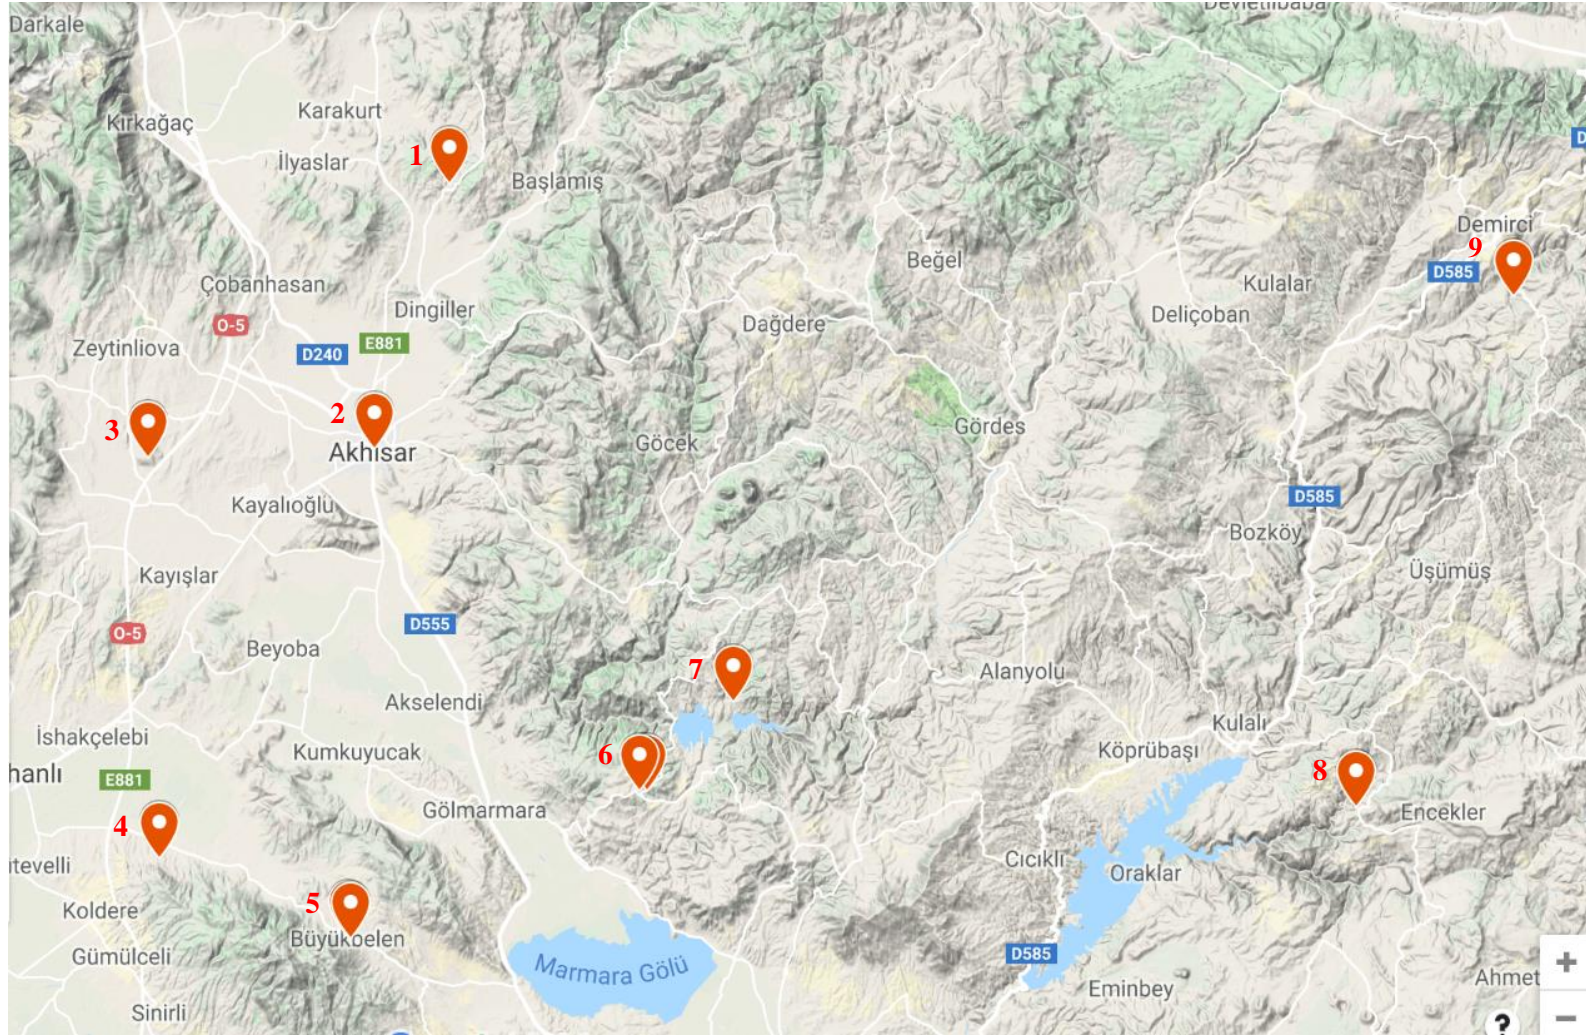 Devletlibaba
Darkale
Karakurt
Kırkağaç
D
1
İlyaslar
Başlamış
Demirci
9
Beğel
D585
Çobanhasan
Kulalar
Dingiller
Deliçoban
O-5
Dağdere
E881
Zeytinliova
D240
2
3
Gördes
Göcek
Akhisar
D585
Kayalıoğlu
Bozköy
Kayışlar
Üşümüş
D555
O-5
Beyoba
7
Alanyolu
Akselendi
Kulalı
İshakçelebi
Kumkuyucak
6
Köprübaşı
hanlı
8
E881
Gölmarmara
Encekler
4
Cıcıklı
utevelli
Oraklar
5
Koldere
Büyükbelen
Gümülceli
D585
+
Marmara Gölü
Ahmet
Eminbey
Sinirli
?
−